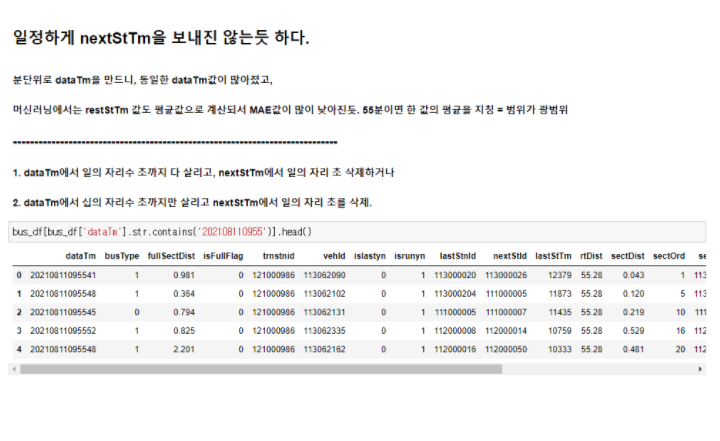 일정하게 nextStTm을 보내진 않는듯 하다.
분단위로 dataTm을 만드니, 동일한 dataTm값이 많아졌고,
머신러닝에서는 restStTm 값도 평균값으로 계산되서 MAE값이 많이 낮아진듯. 55분이면 한 값의 평균을 지칭 = 범위가 광범위
--------------------------------------------------------------------------------
1. dataTm에서 일의 자리수 초까지 다 살리고, nextStTm에서 일의 자리 초 삭제하거나
2. dataTm에서 십의 자리수 초까지만 살리고 nextStTm에서 일의 자리 초를 삭제.
bus_df[bus_df['dataTm'].str.contains('202108110955')].head()
dataTm busType fullSectDist isFullFlag trnstnid vehId islastyn isrunyn lastStnId nextStId lastStTm rtDist sectDist sectOrd se
0 20210811095541 1 0.981 0 121000986 113062090 0 1 113000020 113000026 12379 55.28 0.043 1 113
1 20210811095548 1 0.364 0 121000986 113062102 0 1 113000204 111000005 11873 55.28 0.120 5 113
2 20210811095545 0 0.794 0 121000986 113062131 0 1 111000005 111000007 11435 55.28 0.219 10 111
3 20210811095552 1 0.825 0 121000986 113062335 0 1 112000008 112000014 10759 55.28 0.529 16 112
4 20210811095548 1 2.201 0 121000986 113062162 0 1 112000016 112000050 10333 55.28 0.481 20 112